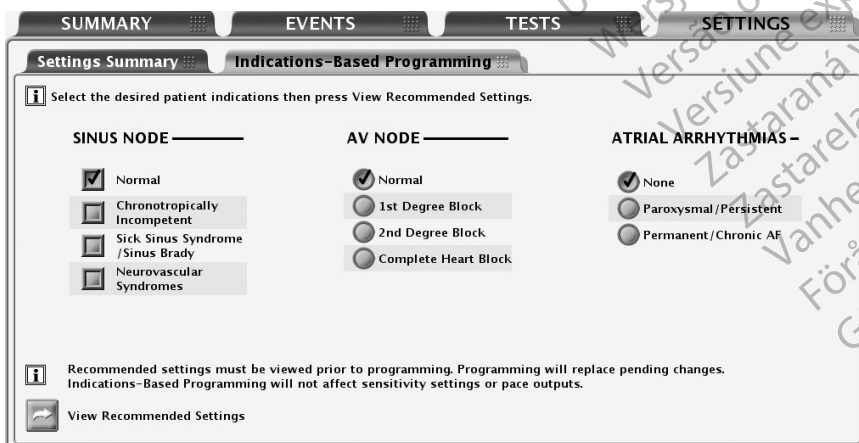 SUMMARY EVENTS TESTS SETTINGS
Settings Summary Indications-Based Programming
i Select the desired patient indications then press View Recommended Settings.
SINUS NODE
Normal
Chronotropically
Incompetent
Sick Sinus Syndrome
/Sinus Brady
Neurovascular
Syndromes
AV NODE
Normal
1st Degree Block
2nd Degree Block
Complete Heart Block
ATRIAL ARRHYTHMIAS
None
Paroxysmal/Persistent
Permanent/Chronic AF
i Recommended settings must be viewed prior to programming. Programming will replace pending changes.
Indications-Based Programming will not affect sensitivity settings or pace outputs.
View Recommended Settings
Versão
Versiune
Zastaraná
Zastarela